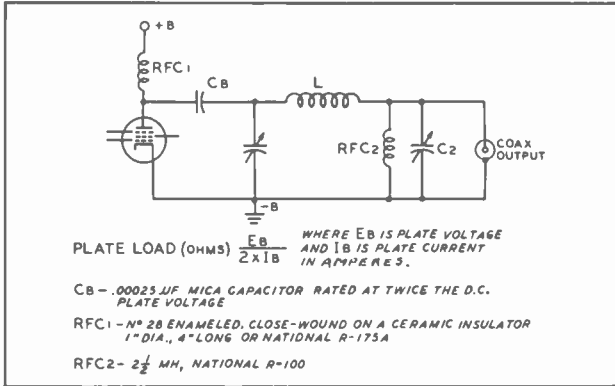 +B
RFC1
CB
L
RFC2
C2
COAX
OUTPUT
-B
PLATE LOAD (OHMS) EB / 2 x IB
WHERE EB IS PLATE VOLTAGE
AND IB IS PLATE CURRENT
IN AMPERES.
CB - .00025 UF MICA CAPACITOR RATED AT TWICE THE D.C.
PLATE VOLTAGE
RFC1 - Nº 28 ENAMELED, CLOSE-WOUND ON A CERAMIC INSULATOR
1" DIA., 4" LONG OR NATIONAL R-175A
RFC2 - 2½ MH, NATIONAL R-100